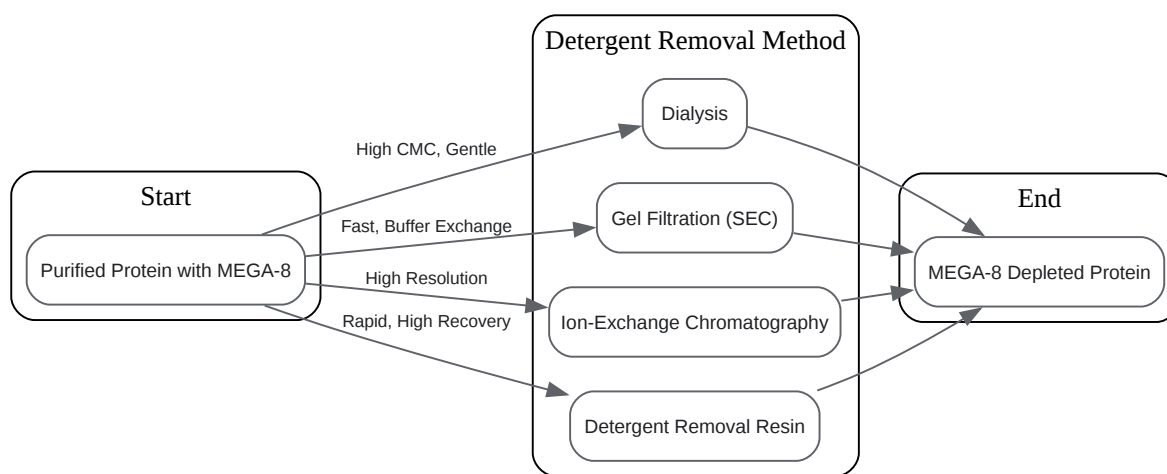 Detergent Removal Method
Start
Purified Protein with MEGA-8
High CMC, Gentle
Fast, Buffer Exchange
High Resolution
Rapid, High Recovery
Dialysis
Gel Filtration (SEC)
Ion-Exchange Chromatography
Detergent Removal Resin
End
MEGA-8 Depleted Protein